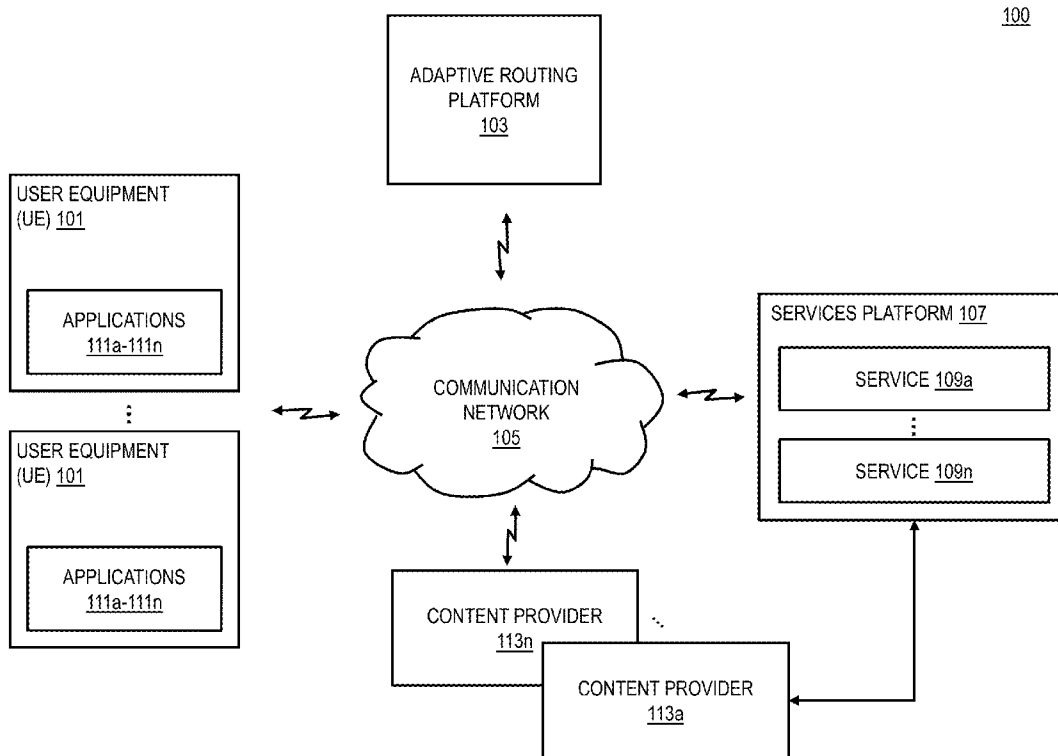 100
ADAPTIVE ROUTING
PLATFORM
103
USER EQUIPMENT
(UE) 101
APPLICATIONS
111a-111n
⋮
USER EQUIPMENT
(UE) 101
APPLICATIONS
111a-111n
COMMUNICATION
NETWORK
105
SERVICES PLATFORM 107
SERVICE 109a
⋮
SERVICE 109n
CONTENT PROVIDER
113n
...
CONTENT PROVIDER
113a